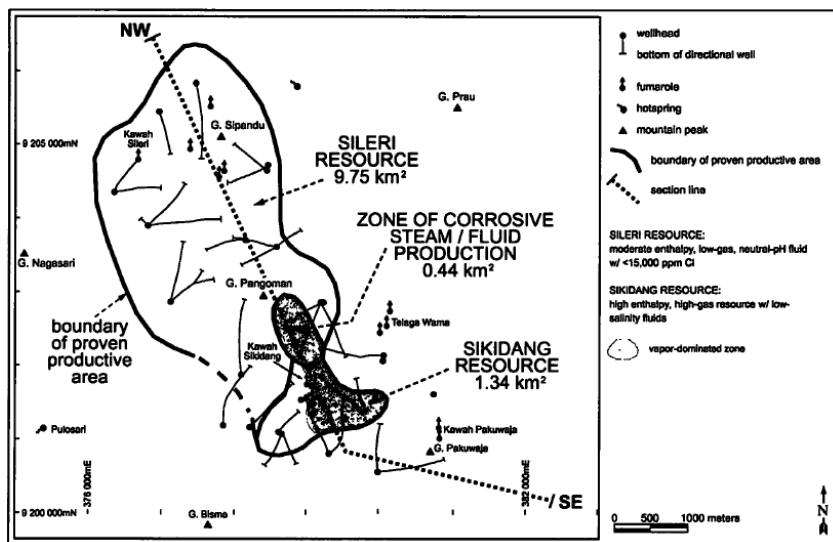 NW
G. Prau
G. Sipandu
Kawah
Sileri
9 205 000mN
SILERI
RESOURCE
9.75 km²
ZONE OF CORROSIVE
STEAM / FLUID
PRODUCTION
0.44 km²
G. Nagasari
G. Pangoman
boundary
of proven
productive
area
Telaga Warna
Kawah
Sikidang
SIKIDANG
RESOURCE
1.34 km²
Pulosari
Kawah Pakuwaja
G. Pakuwaja
376 000mE
382 000mE
SE
9 200 000mN
G. Bisma
wellhead
bottom of directional well
fumarole
hotspring
mountain peak
boundary of proven productive area
section line
SILERI RESOURCE:
moderate enthalpy, low-gas, neutral-pH fluid
w/ <15,000 ppm Cl
SIKIDANG RESOURCE:
high enthalpy, high-gas resource w/ low-
salinity fluids
vapor-dominated zone
0 500 1000 meters
N